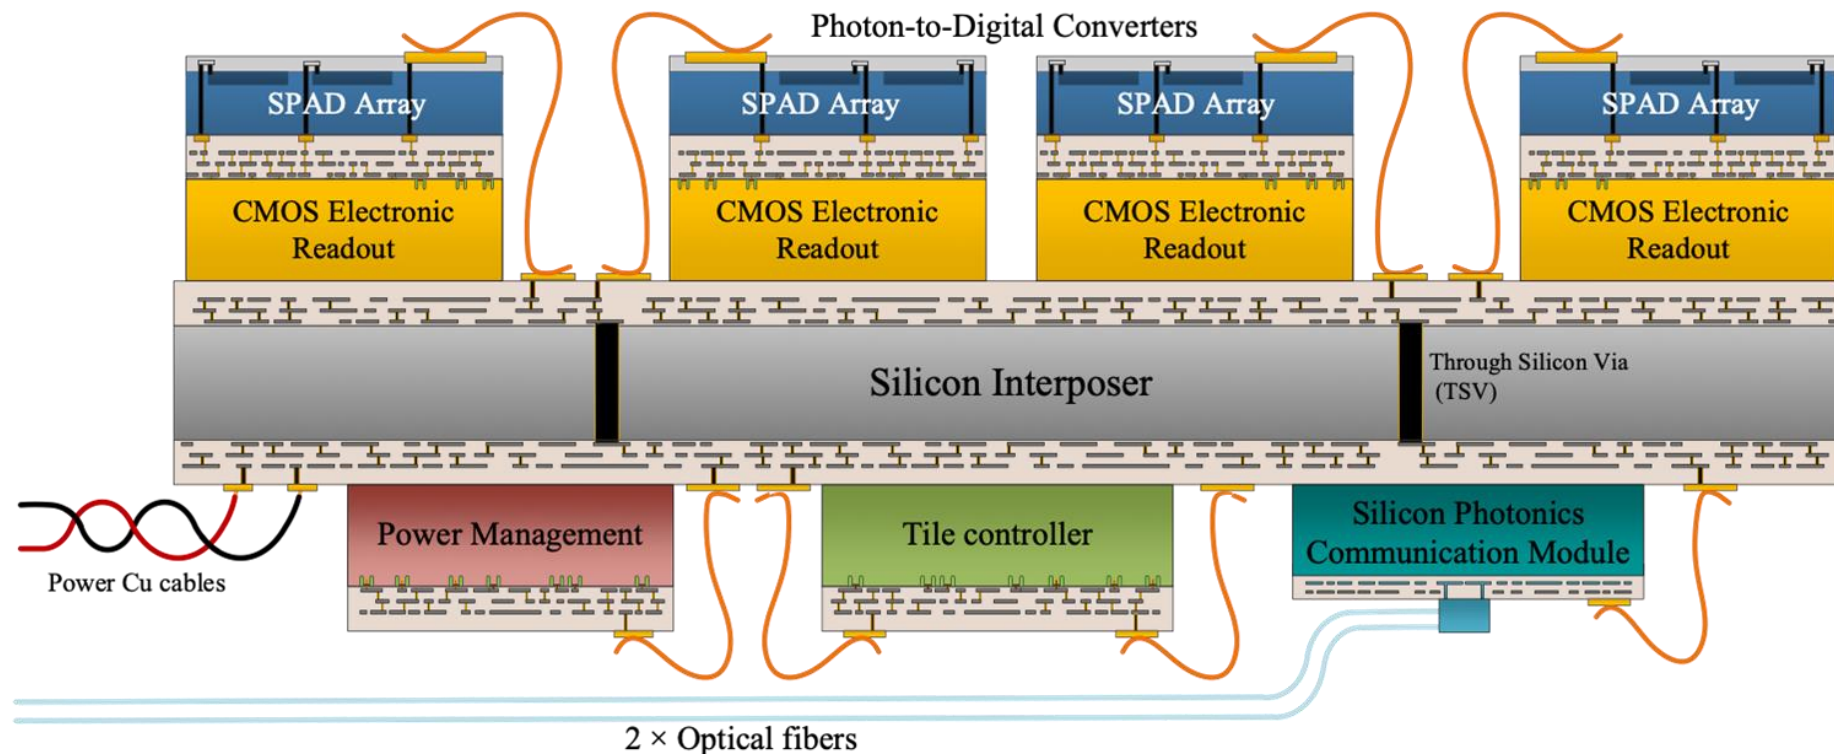 Photon-to-Digital Converters
SPAD Array
SPAD Array
SPAD Array
SPAD Array
CMOS Electronic
Readout
CMOS Electronic
Readout
CMOS Electronic
Readout
CMOS Electronic
Readout
Silicon Interposer
Through Silicon Via
(TSV)
Power Cu cables
Power Management
Tile controller
Silicon Photonics
Communication Module
2 × Optical fibers